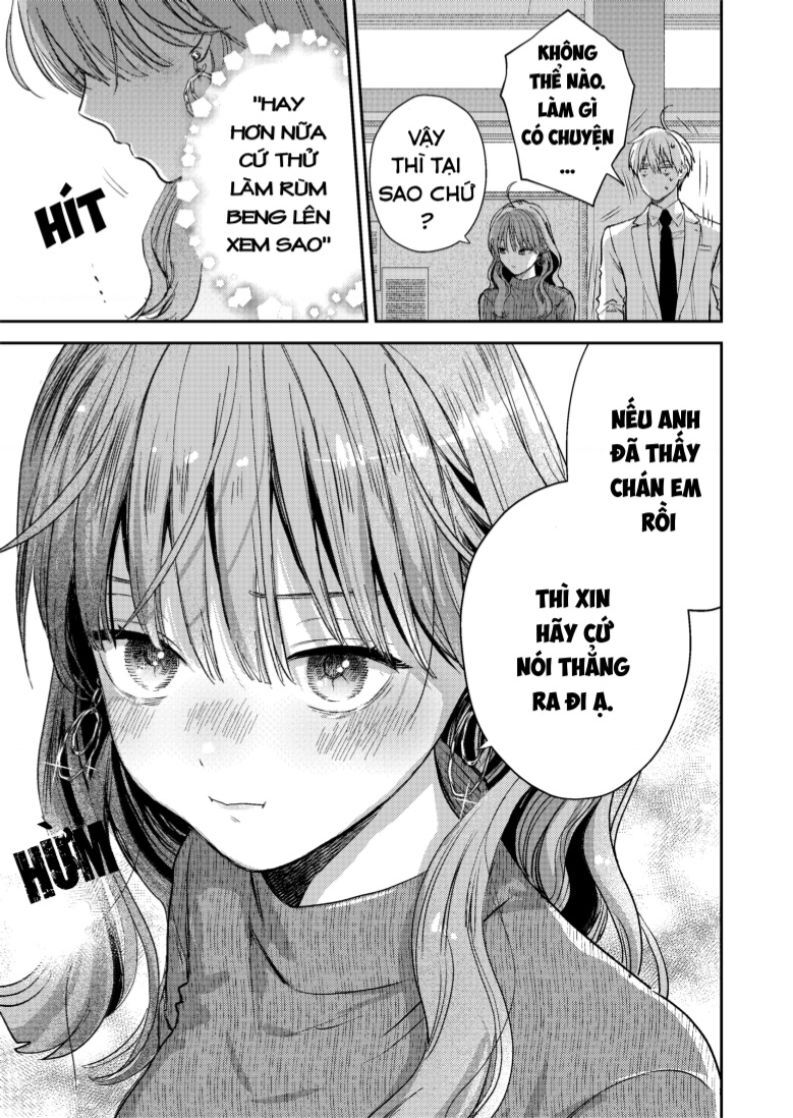 KHÔNG
THỂ NÀO.
LÀM GÌ
CÓ CHUYỆN
...
VẬY
THÌ TẠI
SAO CHỨ
?
"HAY
HƠN NỮA
CỨ THỬ
LÀM RÙM
BENG LÊN
XEM SAO"
HÍT
...
NẾU ANH
ĐÃ THẤY
CHÁN EM
RỒI
THÌ XIN
HÃY CỨ
NÓI THẲNG
RA ĐI Ạ.
HỪM